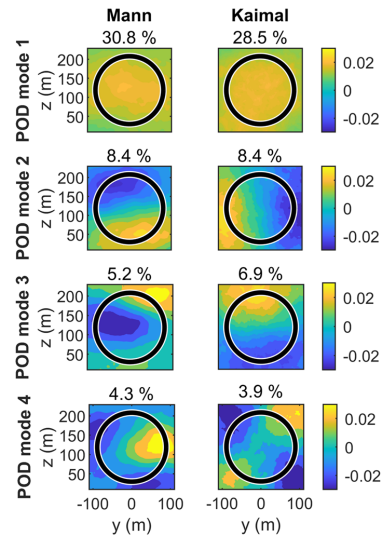 Mann Kaimal
30.8 % 28.5 %
POD mode 1
z (m)
200
150
100
50
0.02
0
-0.02
8.4 % 8.4 %
POD mode 2
z (m)
200
150
100
50
0.02
0
-0.02
5.2 % 6.9 %
POD mode 3
z (m)
200
150
100
50
0.02
0
-0.02
4.3 % 3.9 %
POD mode 4
z (m)
200
150
100
50
0.02
0
-0.02
-100 0 100 -100 0 100
y (m) y (m)